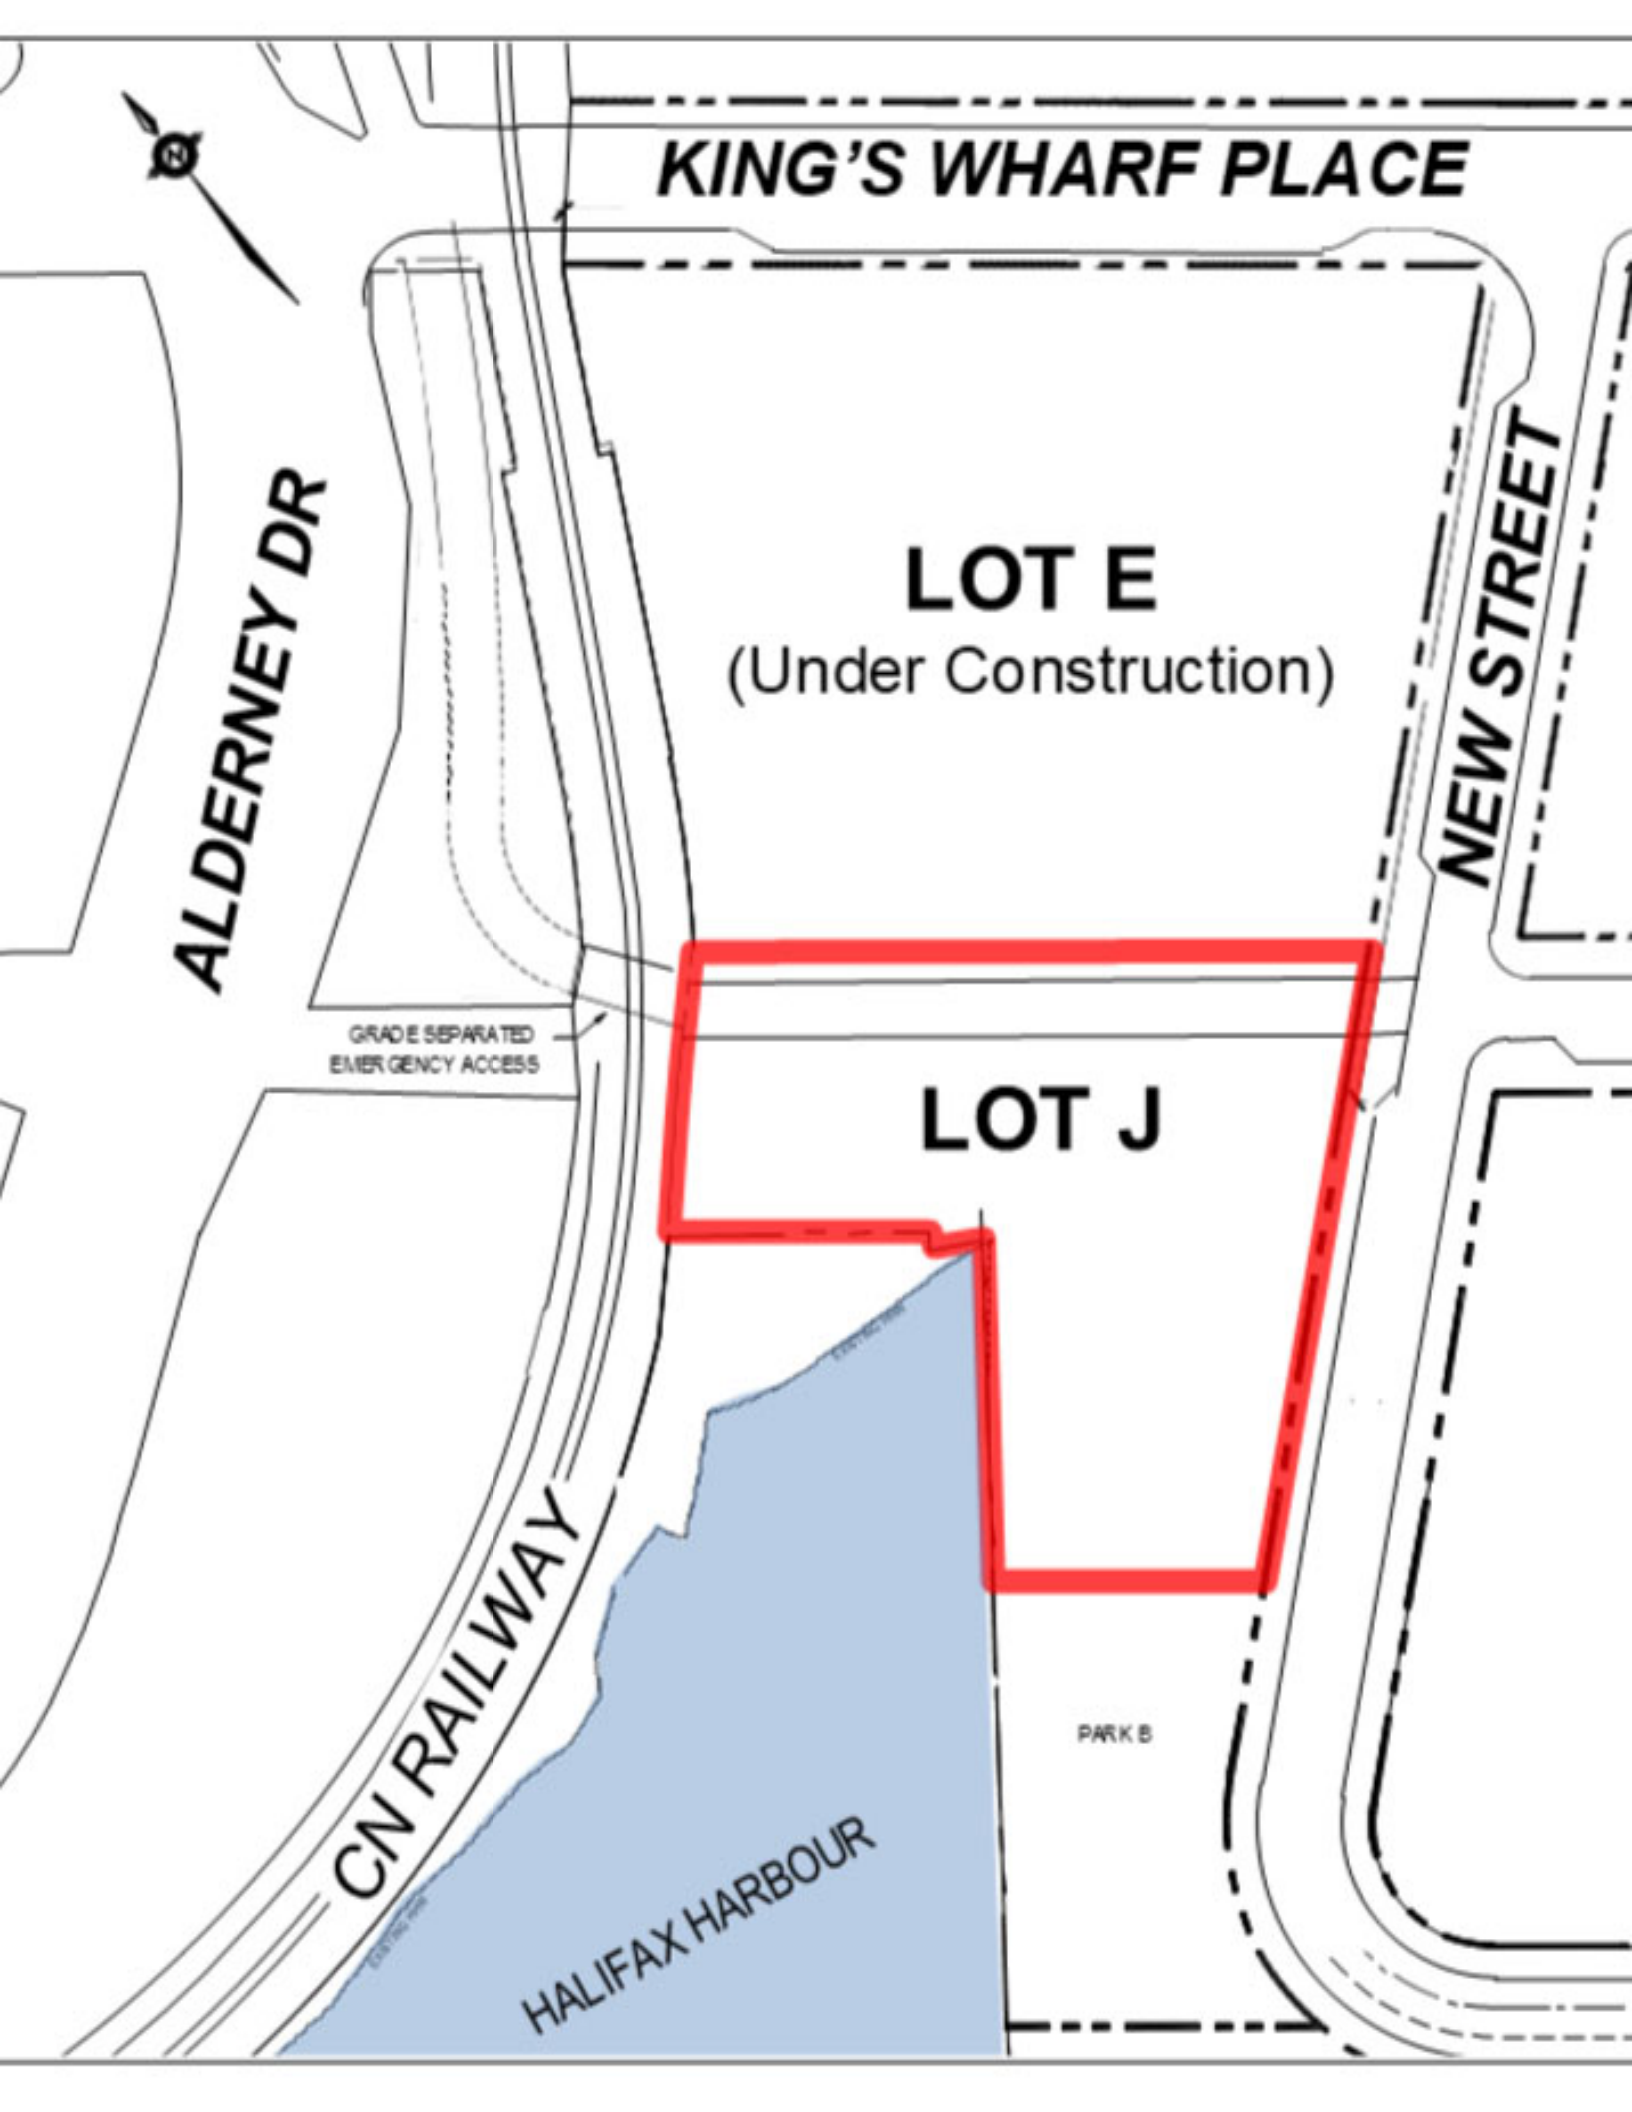 N
KING'S WHARF PLACE
LOT E
(Under Construction)
NEW STREET
ALDERNEY DR
GRADE SEPARATED
EMERGENCY ACCESS
LOT J
CN RAILWAY
PARK B
HALIFAX HARBOUR